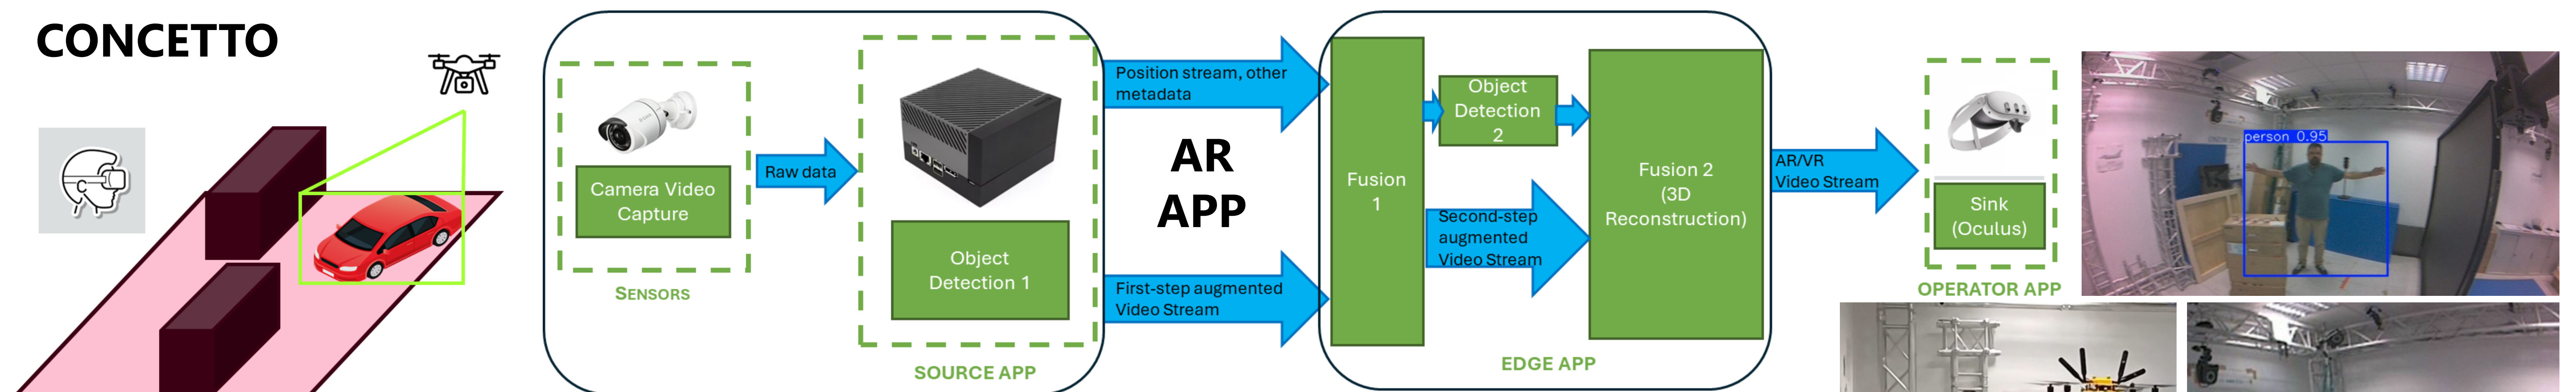 CONCETTO
Camera Video
Capture
SENSORS
Raw data
Object
Detection 1
SOURCE APP
Position stream, other
metadata
AR
APP
First-step augmented
Video Stream
Fusion
1
Object
Detection
2
Second-step
augmented
Video Stream
Fusion 2
(3D
Reconstruction)
EDGE APP
AR/VR
Video Stream
Sink
(Oculus)
OPERATOR APP
person 0.95